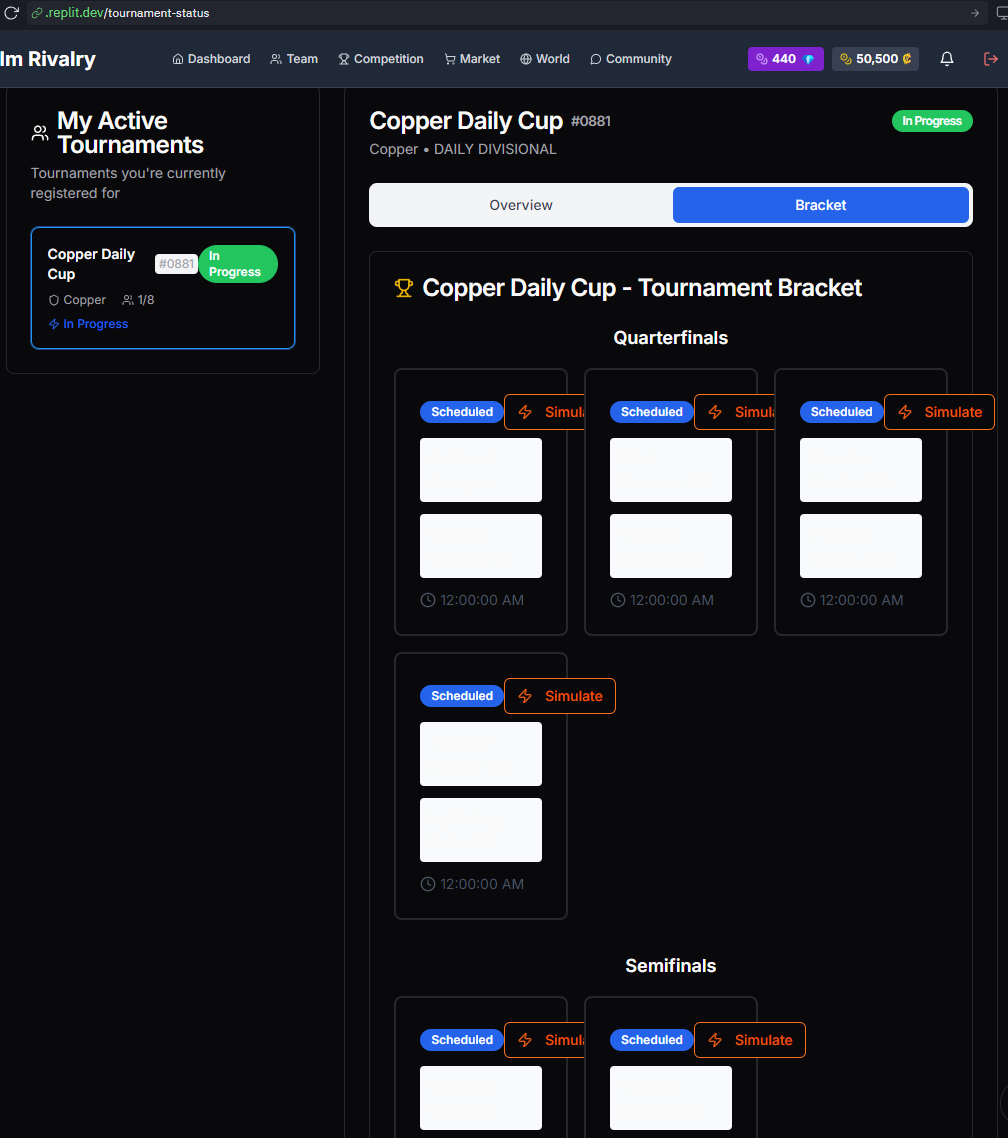 .replit.dev/tournament-status
lm Rivalry
Dashboard
Team
Competition
Market
World
Community
440
50,500 ₡
My Active
Tournaments
Tournaments you're currently
registered for
Copper Daily
Cup
#0881
In
Progress
Copper
1/8
In Progress
Copper Daily Cup #0881
In Progress
Copper • DAILY DIVISIONAL
Overview
Bracket
Copper Daily Cup - Tournament Bracket
Quarterfinals
Scheduled
Simula
Scheduled
Simula
Scheduled
Simulate
12:00:00 AM
12:00:00 AM
12:00:00 AM
Scheduled
Simulate
12:00:00 AM
Semifinals
Scheduled
Simula
Scheduled
Simulate